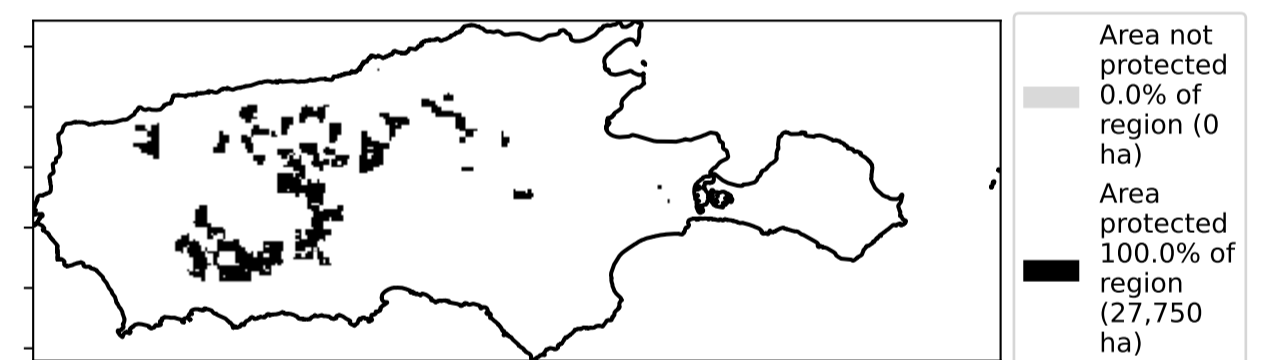 Area not
protected
0.0% of
region (0
ha)
Area
protected
100.0% of
region
(27,750
ha)